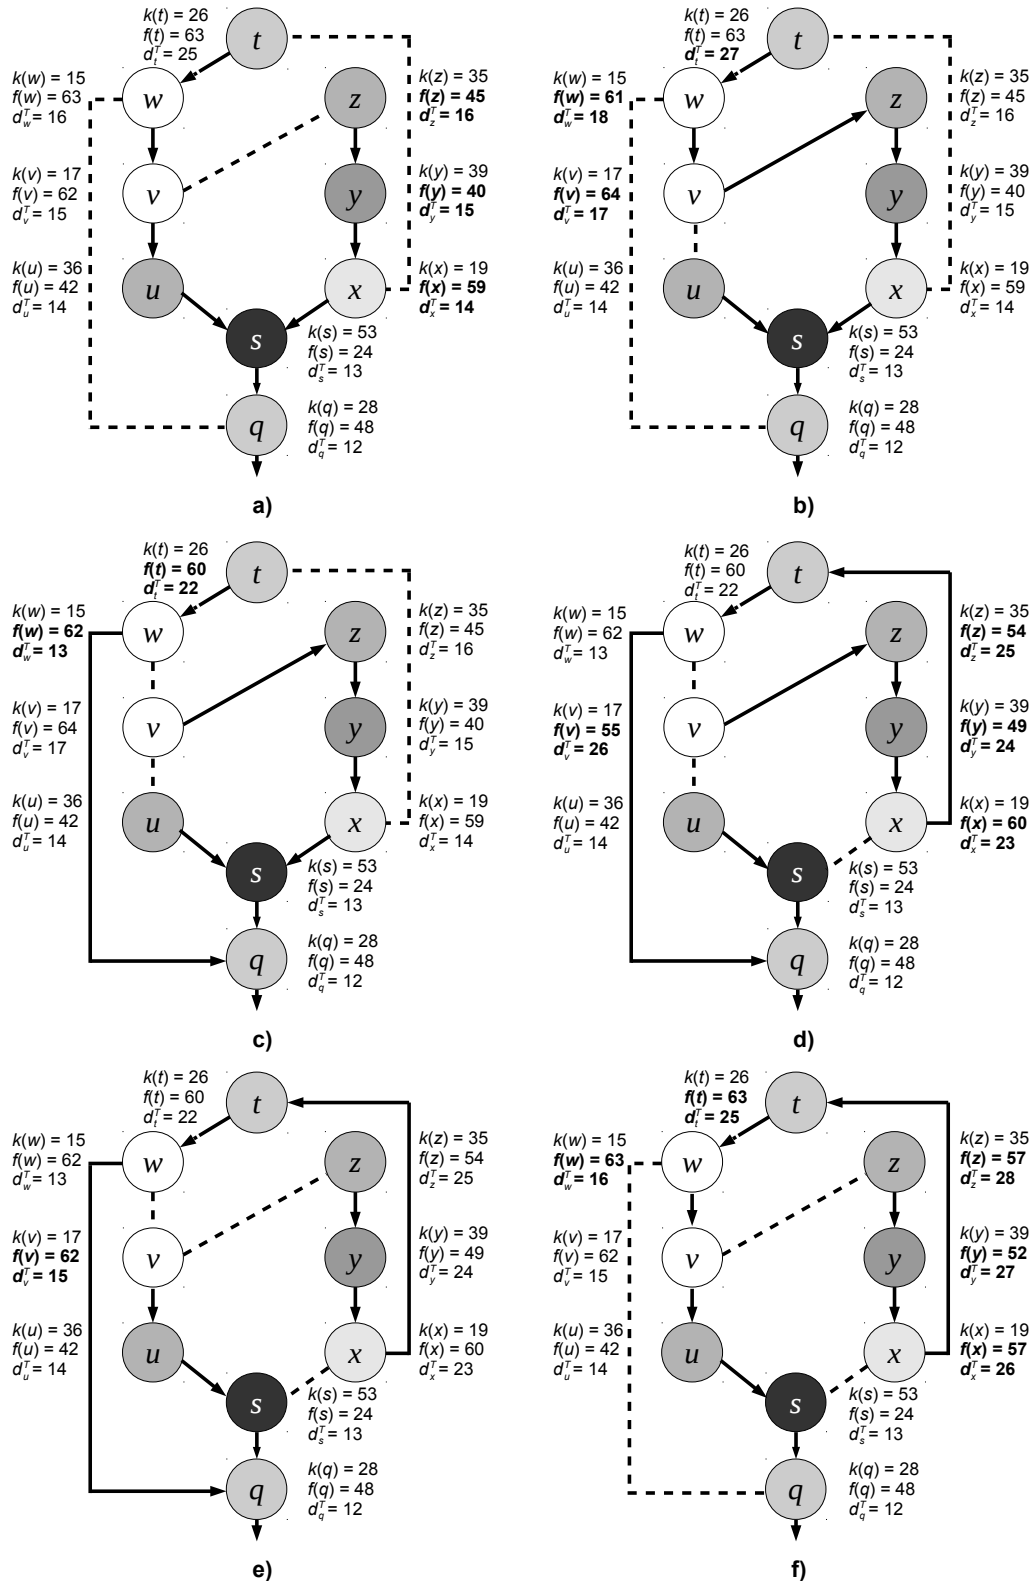 k(t) = 26
f(t) = 63
d_t^T = 25
t
k(w) = 15
f(w) = 63
d_w^T = 16
w
z
k(z) = 35
f(z) = 45
d_z^T = 16
k(v) = 17
f(v) = 62
d_v^T = 15
v
y
k(y) = 39
f(y) = 40
d_y^T = 15
k(u) = 36
f(u) = 42
d_u^T = 14
u
x
k(x) = 19
f(x) = 59
d_x^T = 14
s
k(s) = 53
f(s) = 24
d_s^T = 13
q
k(q) = 28
f(q) = 48
d_q^T = 12
a)
k(t) = 26
f(t) = 63
d_t^T = 27
t
k(w) = 15
f(w) = 61
d_w^T = 18
w
z
k(z) = 35
f(z) = 45
d_z^T = 16
k(v) = 17
f(v) = 64
d_v^T = 17
v
y
k(y) = 39
f(y) = 40
d_y^T = 15
k(u) = 36
f(u) = 42
d_u^T = 14
u
x
k(x) = 19
f(x) = 59
d_x^T = 14
s
k(s) = 53
f(s) = 24
d_s^T = 13
q
k(q) = 28
f(q) = 48
d_q^T = 12
b)
k(t) = 26
f(t) = 60
d_t^T = 22
t
k(w) = 15
f(w) = 62
d_w^T = 13
w
z
k(z) = 35
f(z) = 45
d_z^T = 16
k(v) = 17
f(v) = 64
d_v^T = 17
v
y
k(y) = 39
f(y) = 40
d_y^T = 15
k(u) = 36
f(u) = 42
d_u^T = 14
u
x
k(x) = 19
f(x) = 59
d_x^T = 14
s
k(s) = 53
f(s) = 24
d_s^T = 13
q
k(q) = 28
f(q) = 48
d_q^T = 12
c)
k(t) = 26
f(t) = 60
d_t^T = 22
t
k(w) = 15
f(w) = 62
d_w^T = 13
w
z
k(z) = 35
f(z) = 54
d_z^T = 25
k(v) = 17
f(v) = 55
d_v^T = 26
v
y
k(y) = 39
f(y) = 49
d_y^T = 24
k(u) = 36
f(u) = 42
d_u^T = 14
u
x
k(x) = 19
f(x) = 60
d_x^T = 23
s
k(s) = 53
f(s) = 24
d_s^T = 13
q
k(q) = 28
f(q) = 48
d_q^T = 12
d)
k(t) = 26
f(t) = 60
d_t^T = 22
t
k(w) = 15
f(w) = 62
d_w^T = 13
w
z
k(z) = 35
f(z) = 54
d_z^T = 25
k(v) = 17
f(v) = 62
d_v^T = 15
v
y
k(y) = 39
f(y) = 49
d_y^T = 24
k(u) = 36
f(u) = 42
d_u^T = 14
u
x
k(x) = 19
f(x) = 60
d_x^T = 23
s
k(s) = 53
f(s) = 24
d_s^T = 13
q
k(q) = 28
f(q) = 48
d_q^T = 12
e)
k(t) = 26
f(t) = 63
d_t^T = 25
t
k(w) = 15
f(w) = 63
d_w^T = 16
w
z
k(z) = 35
f(z) = 57
d_z^T = 28
k(v) = 17
f(v) = 62
d_v^T = 15
v
y
k(y) = 39
f(y) = 52
d_y^T = 27
k(u) = 36
f(u) = 42
d_u^T = 14
u
x
k(x) = 19
f(x) = 57
d_x^T = 26
s
k(s) = 53
f(s) = 24
d_s^T = 13
q
k(q) = 28
f(q) = 48
d_q^T = 12
f)